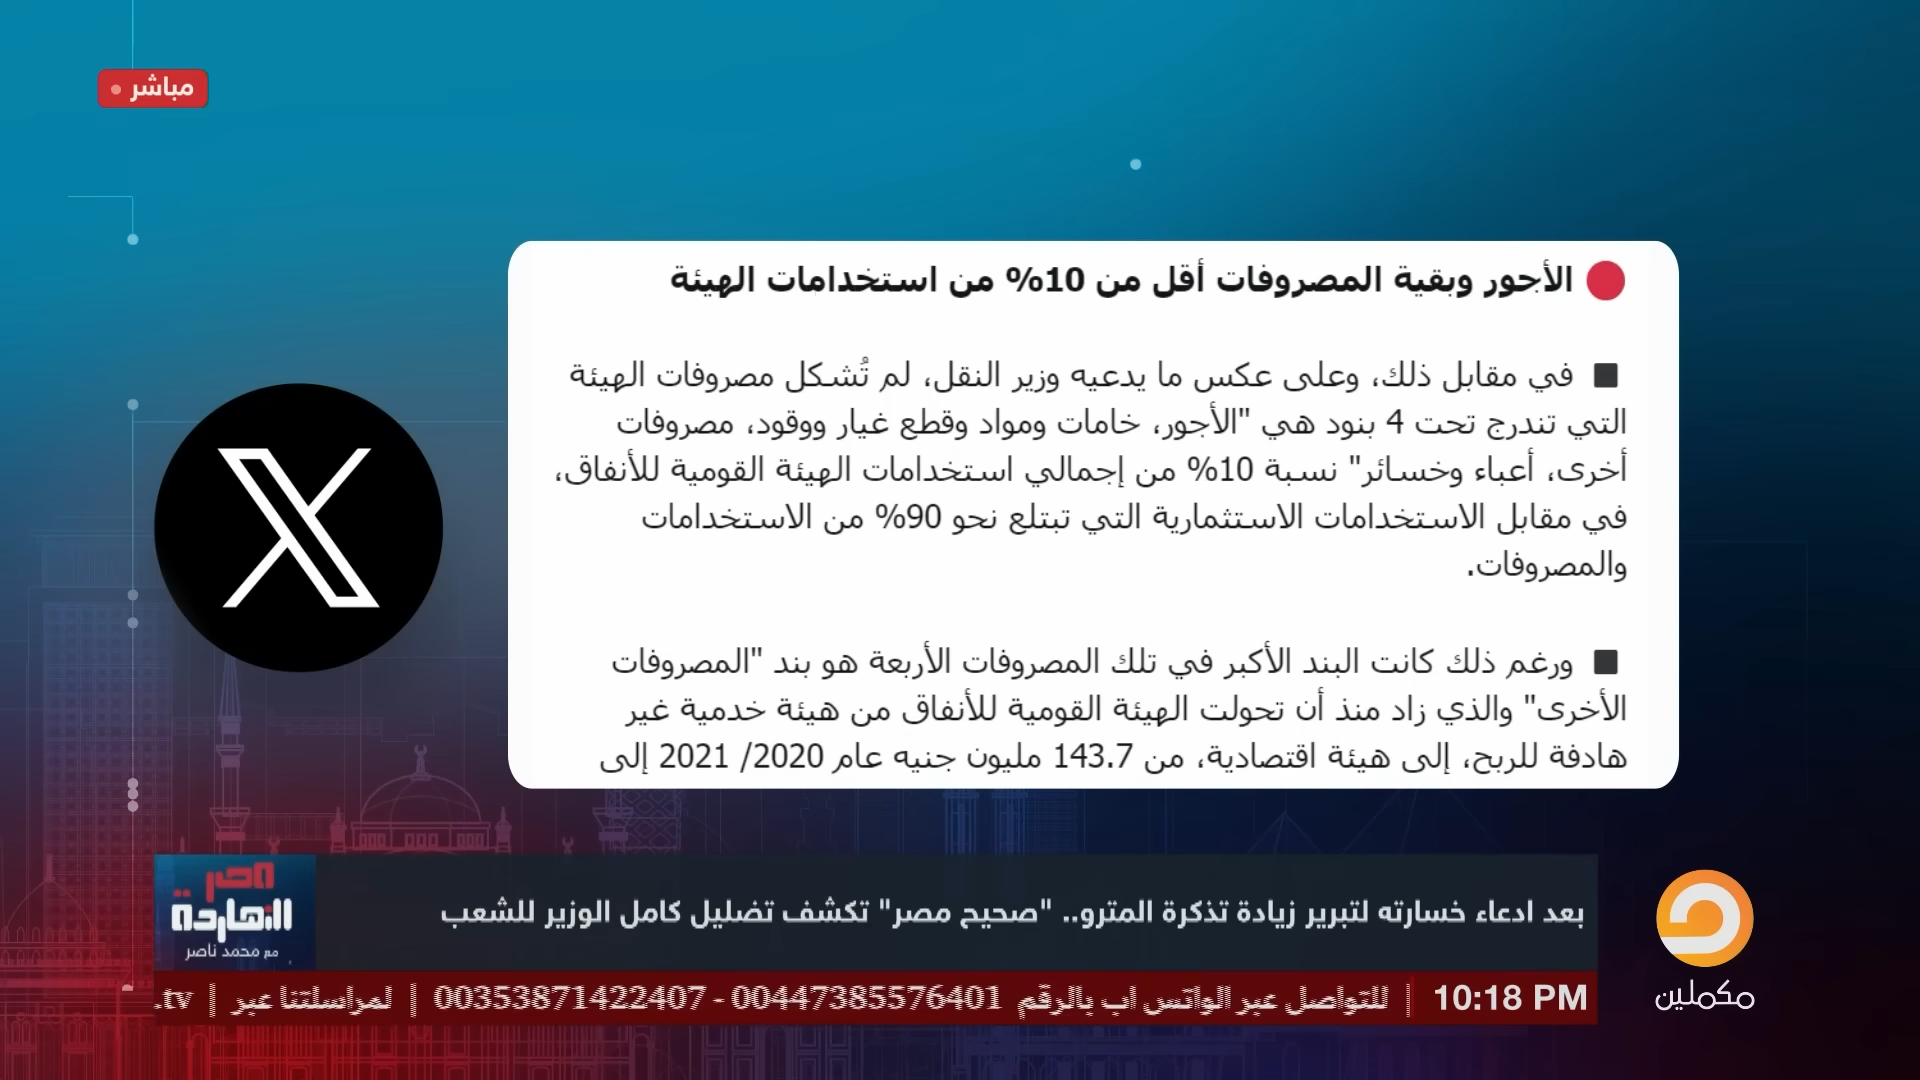 مباشر
الأجور وبقية المصروفات أقل من 10% من استخدامات الهيئة
في مقابل ذلك، وعلى عكس ما يدعيه وزير النقل، لم تُشكل مصروفات الهيئة
التي تندرج تحت 4 بنود هي "الأجور، خامات ومواد وقطع غيار ووقود، مصروفات
أخرى، أعباء وخسائر" نسبة 10% من إجمالي استخدامات الهيئة القومية للأنفاق،
في مقابل الاستخدامات الاستثمارية التي تبتلع نحو 90% من الاستخدامات
والمصروفات.
ورغم ذلك كانت البند الأكبر في تلك المصروفات الأربعة هو بند "المصروفات
الأخرى" والذي زاد منذ أن تحولت الهيئة القومية للأنفاق من هيئة خدمية غير
هادفة للربح، إلى هيئة اقتصادية، من 143.7 مليون جنيه عام 2020/ 2021 إلى
بعد ادعاء خسارته لتبرير زيادة تذكرة المترو.. "صحيح مصر" تكشف تضليل كامل الوزير للشعب
مصر
النهاردة
مع محمد ناصر
10:18 PM | للتواصل عبر الواتس اب بالرقم 00447385576401 - 00353871422407 | لمراسلتنا عبر | tv.
مكملين